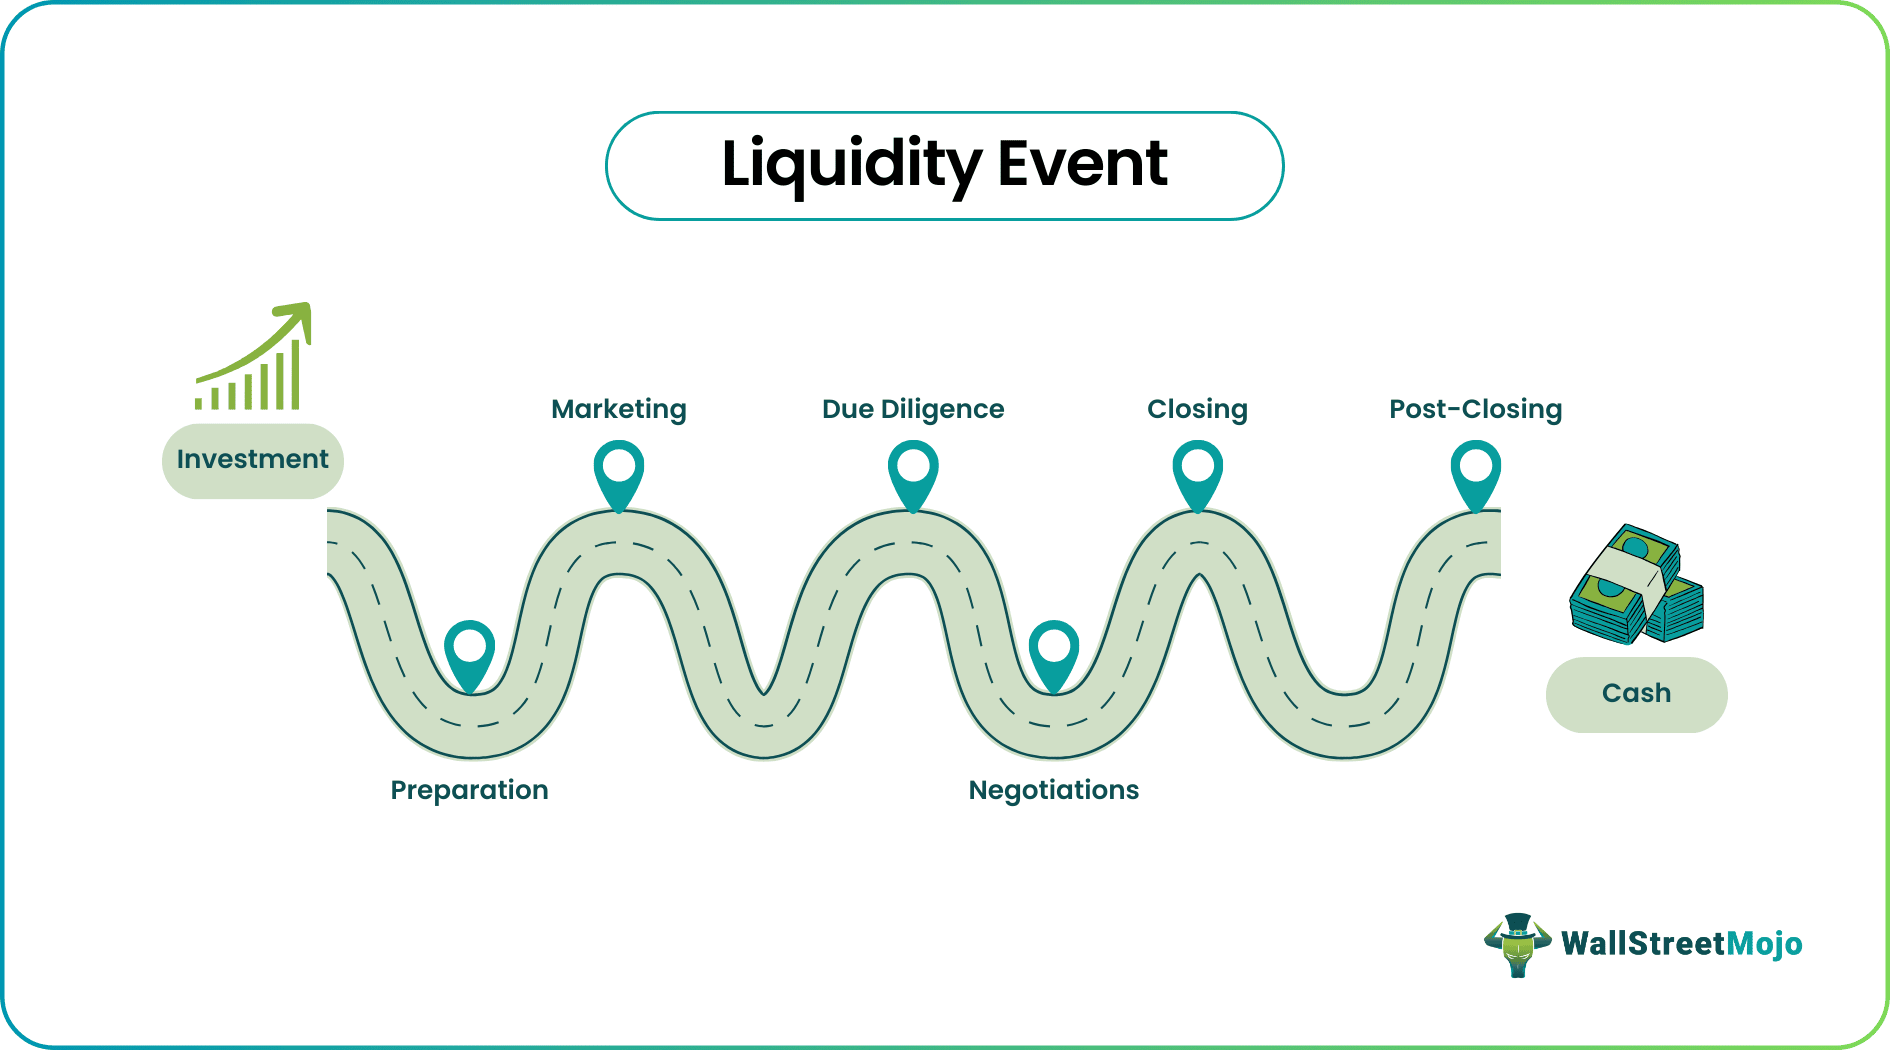 Liquidity Event
Investment
Preparation
Marketing
Due Diligence
Negotiations
Closing
Post-Closing
Cash
WallStreetMojo